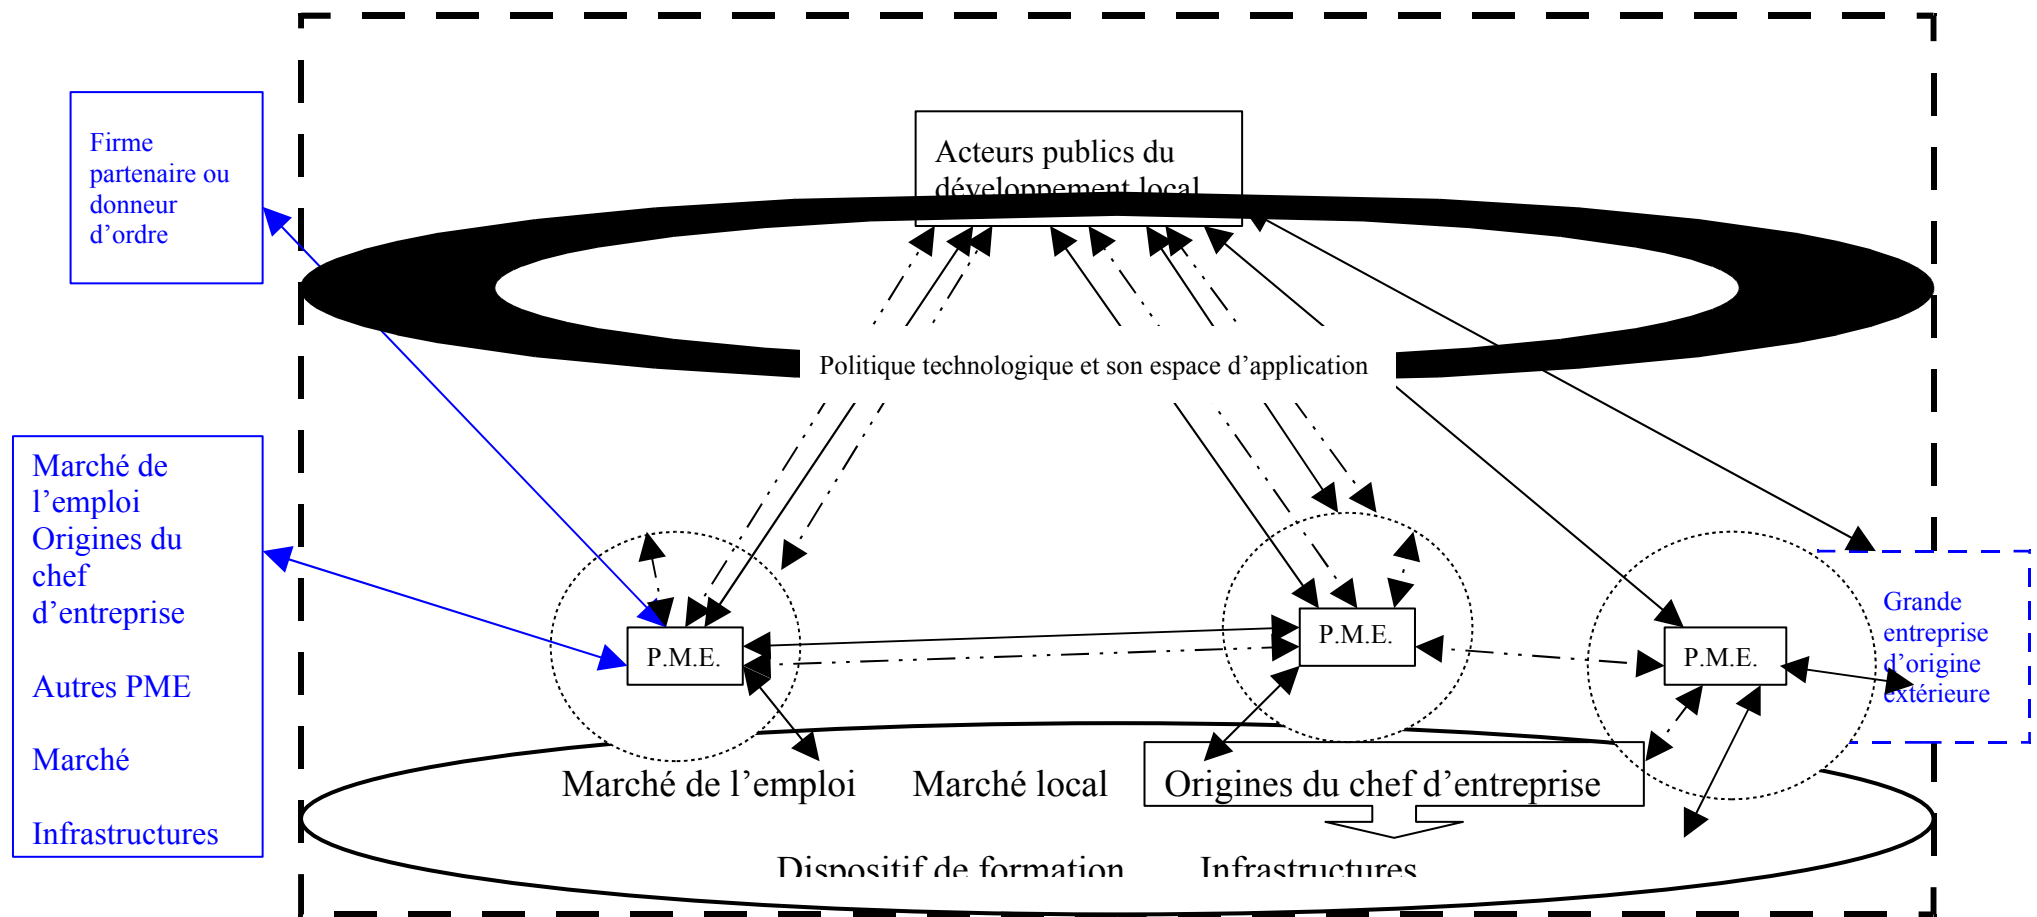 Firme
partenaire ou
donneur
d’ordre
Acteurs publics du
développement local
Politique technologique et son espace d’application
Marché de
l’emploi
Origines du
chef
d’entreprise
Autres PME
Marché
Infrastructures
P.M.E.
P.M.E.
P.M.E.
Grande
entreprise
d’origine
extérieure
Marché de l’emploi
Marché local
Origines du chef d’entreprise
Dispositif de formation
Infrastructures